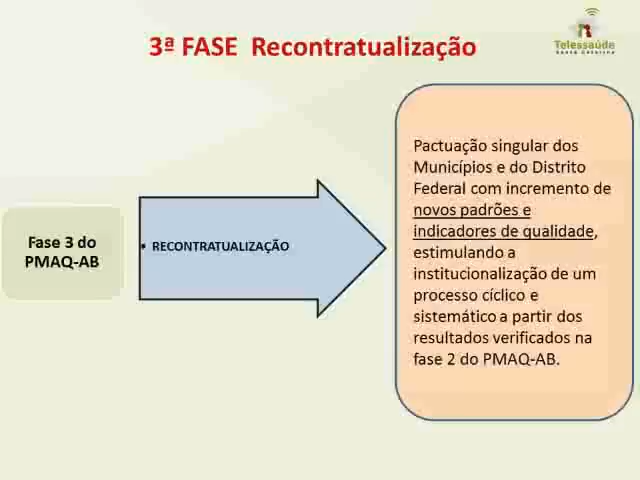 3ª FASE Recontratualização
Telessaúde
Santa Catarina
Fase 3 do
PMAQ-AB
• RECONTRATUALIZAÇÃO
Pactuação singular dos
Municípios e do Distrito
Federal com incremento de
novos padrões e
indicadores de qualidade,
estimulando a
institucionalização de um
processo cíclico e
sistemático a partir dos
resultados verificados na
fase 2 do PMAQ-AB.